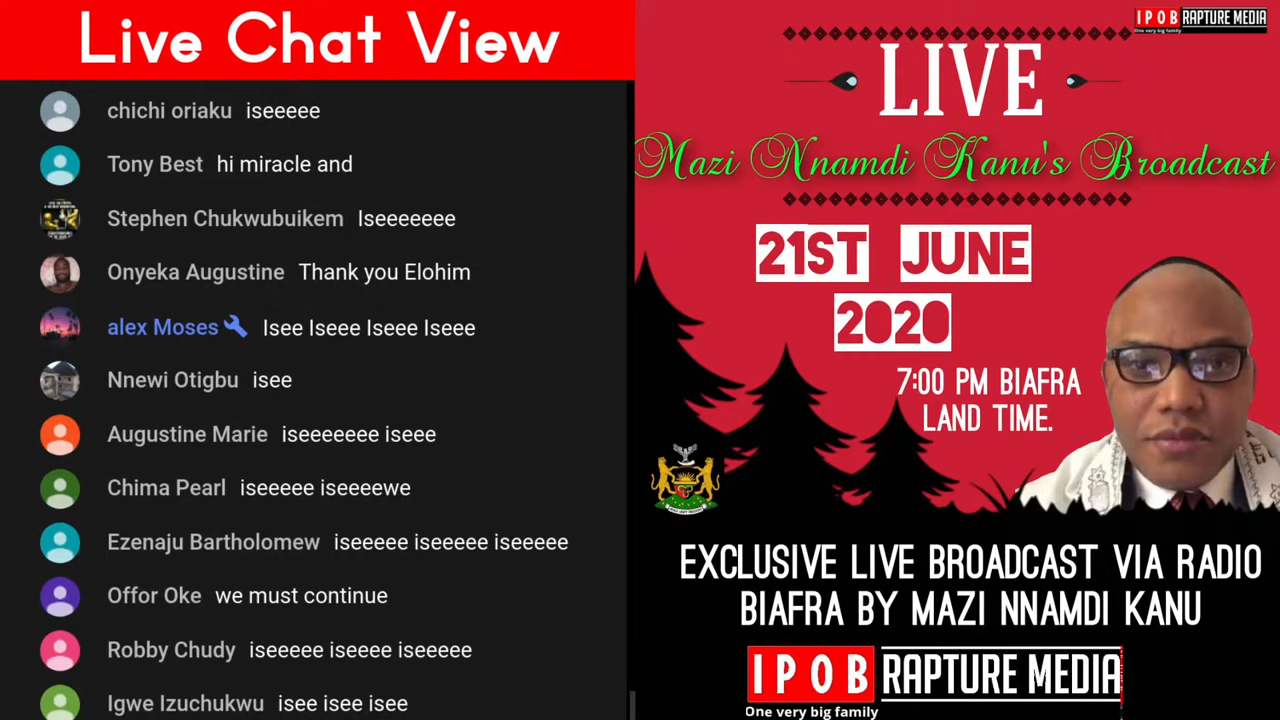 Live Chat View
chichi oriaku iseeeee
Tony Best hi miracle and
Stephen Chukwubuikem Iseeeeeee
Onyeka Augustine Thank you Elohim
alex Moses Isee Iseee Iseee Iseee
Nnewi Otigbu isee
Augustine Marie iseeeeeee iseee
Chima Pearl iseeeee iseeeewe
Ezenaju Bartholomew iseeeee iseeeee iseeeee
Offor Oke we must continue
Robby Chudy iseeeee iseeee iseeeee
Igwe Izuchukwu isee isee isee
IPOB RAPTURE MEDIA
One very big family
LIVE
Mazi Nnamdi Kanu's Broadcast
21ST JUNE
2020
7:00 PM BIAFRA
LAND TIME.
EXCLUSIVE LIVE BROADCAST VIA RADIO
BIAFRA BY MAZI NNAMDI KANU
IPOB RAPTURE MEDIA
One very big family